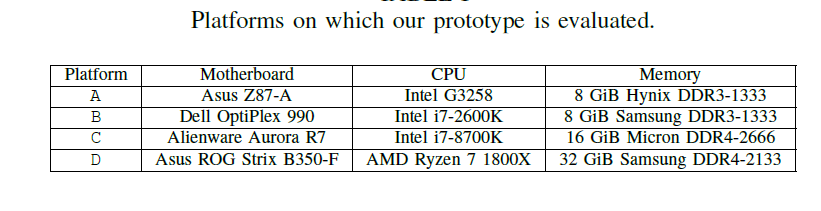 Platforms on which our prototype is evaluated.
Platform Motherboard CPU Memory
A Asus Z87-A Intel G3258 8 GiB Hynix DDR3-1333
B Dell OptiPlex 990 Intel i7-2600K 8 GiB Samsung DDR3-1333
C Alienware Aurora R7 Intel i7-8700K 16 GiB Micron DDR4-2666
D Asus ROG Strix B350-F AMD Ryzen 7 1800X 32 GiB Samsung DDR4-2133